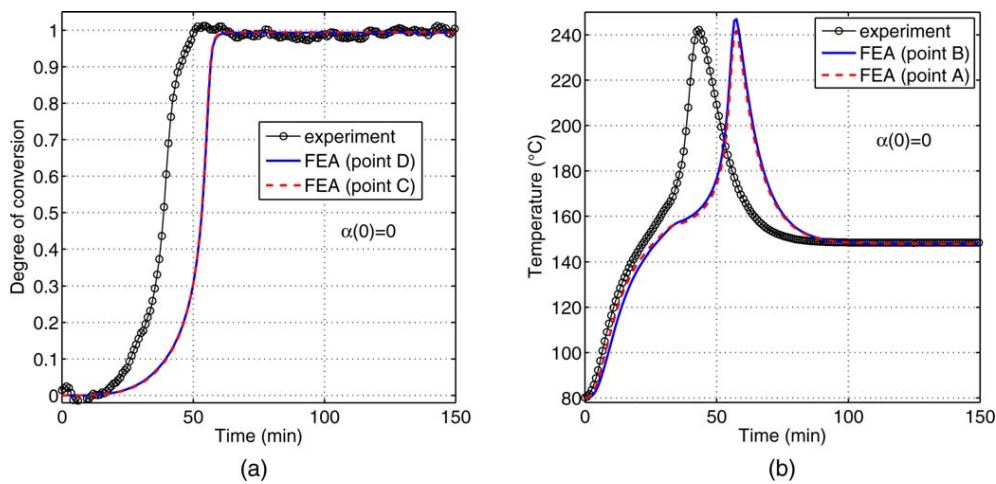 1
0.9
0.8
0.7
0.6
0.5
0.4
0.3
0.2
0.1
0
Degree of conversion
experiment
FEA (point D)
FEA (point C)
α(0)=0
0 50 100 150
Time (min)
(a)
240
220
200
180
160
140
120
100
80
Temperature (°C)
experiment
FEA (point B)
FEA (point A)
α(0)=0
0 50 100 150
Time (min)
(b)